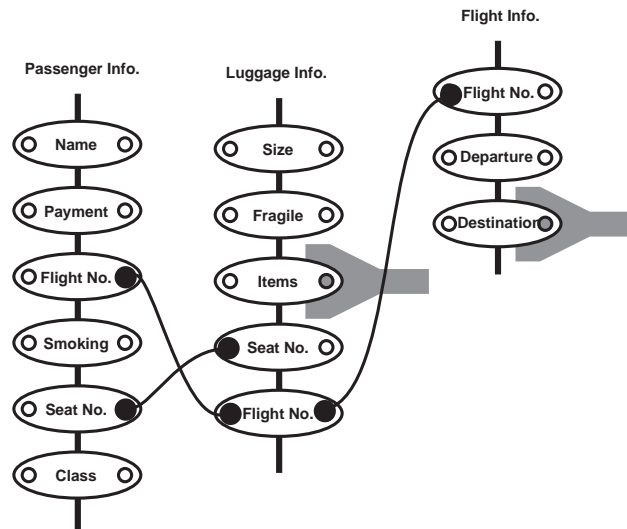 Passenger Info.
Name
Payment
Flight No.
Smoking
Seat No.
Class
Luggage Info.
Size
Fragile
Items
Seat No.
Flight No.
Flight Info.
Flight No.
Departure
Destination